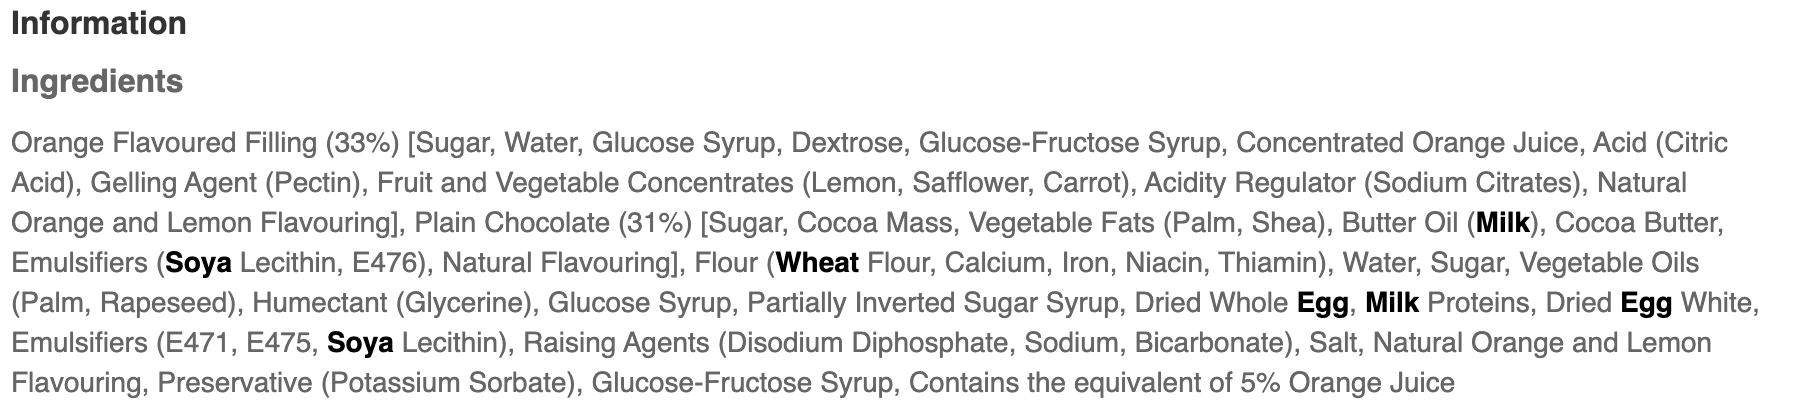 Information
Ingredients
Orange Flavoured Filling (33%) [Sugar, Water, Glucose Syrup, Dextrose, Glucose-Fructose Syrup, Concentrated Orange Juice, Acid (Citric
Acid), Gelling Agent (Pectin), Fruit and Vegetable Concentrates (Lemon, Safflower, Carrot), Acidity Regulator (Sodium Citrates), Natural
Orange and Lemon Flavouring], Plain Chocolate (31%) [Sugar, Cocoa Mass, Vegetable Fats (Palm, Shea), Butter Oil (Milk), Cocoa Butter,
Emulsifiers (Soya Lecithin, E476), Natural Flavouring], Flour (Wheat Flour, Calcium, Iron, Niacin, Thiamin), Water, Sugar, Vegetable Oils
(Palm, Rapeseed), Humectant (Glycerine), Glucose Syrup, Partially Inverted Sugar Syrup, Dried Whole Egg, Milk Proteins, Dried Egg White,
Emulsifiers (E471, E475, Soya Lecithin), Raising Agents (Disodium Diphosphate, Sodium, Bicarbonate), Salt, Natural Orange and Lemon
Flavouring, Preservative (Potassium Sorbate), Glucose-Fructose Syrup, Contains the equivalent of 5% Orange Juice